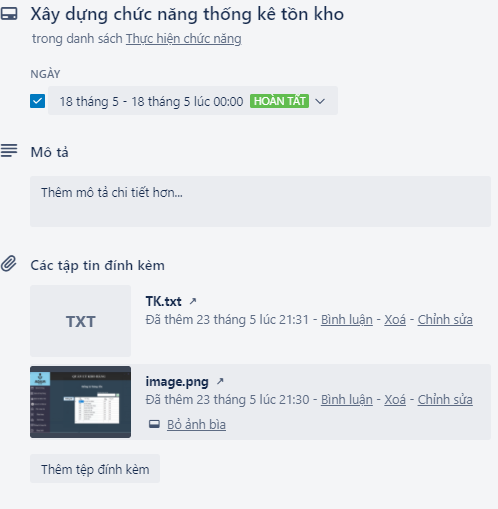 Xây dựng chức năng thống kê tồn kho
trong danh sách Thực hiện chức năng
NGÀY
18 tháng 5 - 18 tháng 5 lúc 00:00 HOÀN TẤT
Mô tả
Thêm mô tả chi tiết hơn...
Các tập tin đính kèm
TXT
TK.txt ↗
Đã thêm 23 tháng 5 lúc 21:31 - Bình luận - Xoá - Chỉnh sửa
image.png ↗
Đã thêm 23 tháng 5 lúc 21:30 - Bình luận - Xoá - Chỉnh sửa
Bỏ ảnh bìa
Thêm tệp đính kèm